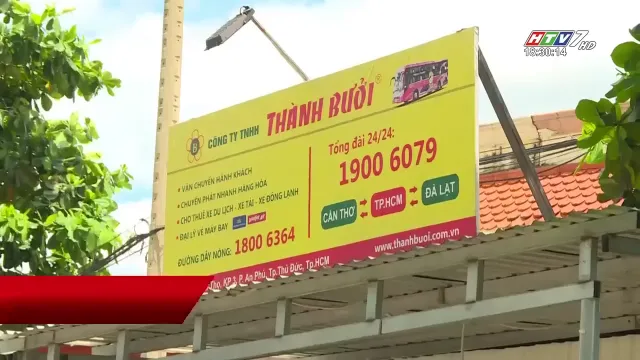 HTV7 HD
18:30:14
CÔNG TY TNHH THÀNH BƯỞI®
VẬN CHUYỂN HÀNH KHÁCH
CHUYỂN PHÁT NHANH HÀNG HÓA
CHO THUÊ XE DU LỊCH - XE TẢI - XE ĐÔNG LẠNH
ĐẠI LÝ VÉ MÁY BAY
ĐƯỜNG DÂY NÓNG: 1800 6364
Tổng đài 24/24:
1900 6079
CẦN THƠ TP.HCM ĐÀ LẠT
www.thanhbuoi.com.vn
KP 3, P. An Phú, Tp.Thủ Đức, Tp.HCM